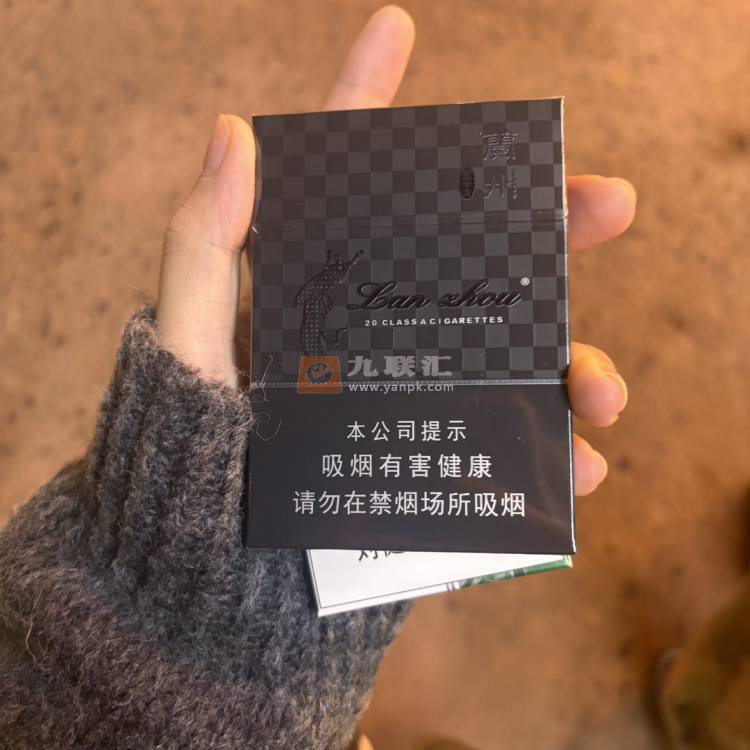 蘭州
Lan zhou®
20 CLASS A CIGARETTES
九联汇
www.yanpk.com
本公司提示
吸烟有害健康
请勿在禁烟场所吸烟